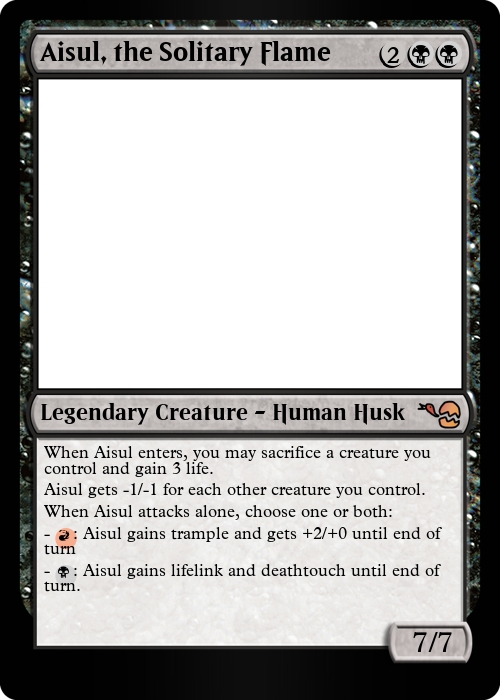 Aisul, the Solitary Flame 2
Legendary Creature - Human Husk
When Aisul enters, you may sacrifice a creature you
control and gain 3 life.
Aisul gets -1/-1 for each other creature you control.
When Aisul attacks alone, choose one or both:
- : Aisul gains trample and gets +2/+0 until end of
turn
- : Aisul gains lifelink and deathtouch until end of
turn.
7/7